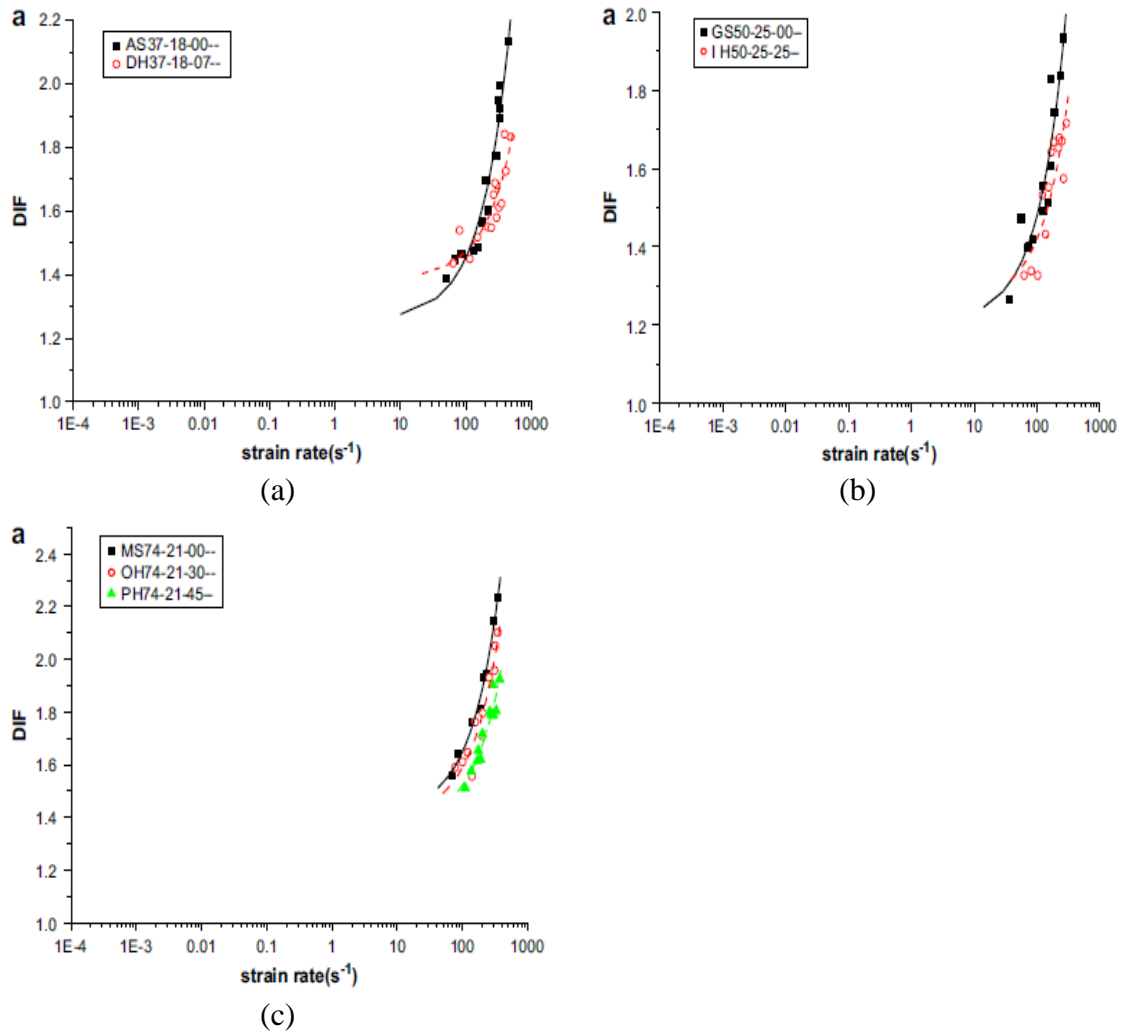 a
2.2
2.0
1.8
1.6
1.4
1.2
1.0
DIF
AS37-18-00--
DH37-18-07--
1E-4 1E-3 0.01 0.1 1 10 100 1000
strain rate(s⁻¹)
(a)
a
2.0
1.8
1.6
1.4
1.2
1.0
DIF
GS50-25-00–
I H50-25-25–
1E-4 1E-3 0.01 0.1 1 10 100 1000
strain rate(s⁻¹)
(b)
a
2.4
2.2
2.0
1.8
1.6
1.4
1.2
1.0
DIF
MS74-21-00--
OH74-21-30--
PH74-21-45–
1E-4 1E-3 0.01 0.1 1 10 100 1000
strain rate(s⁻¹)
(c)